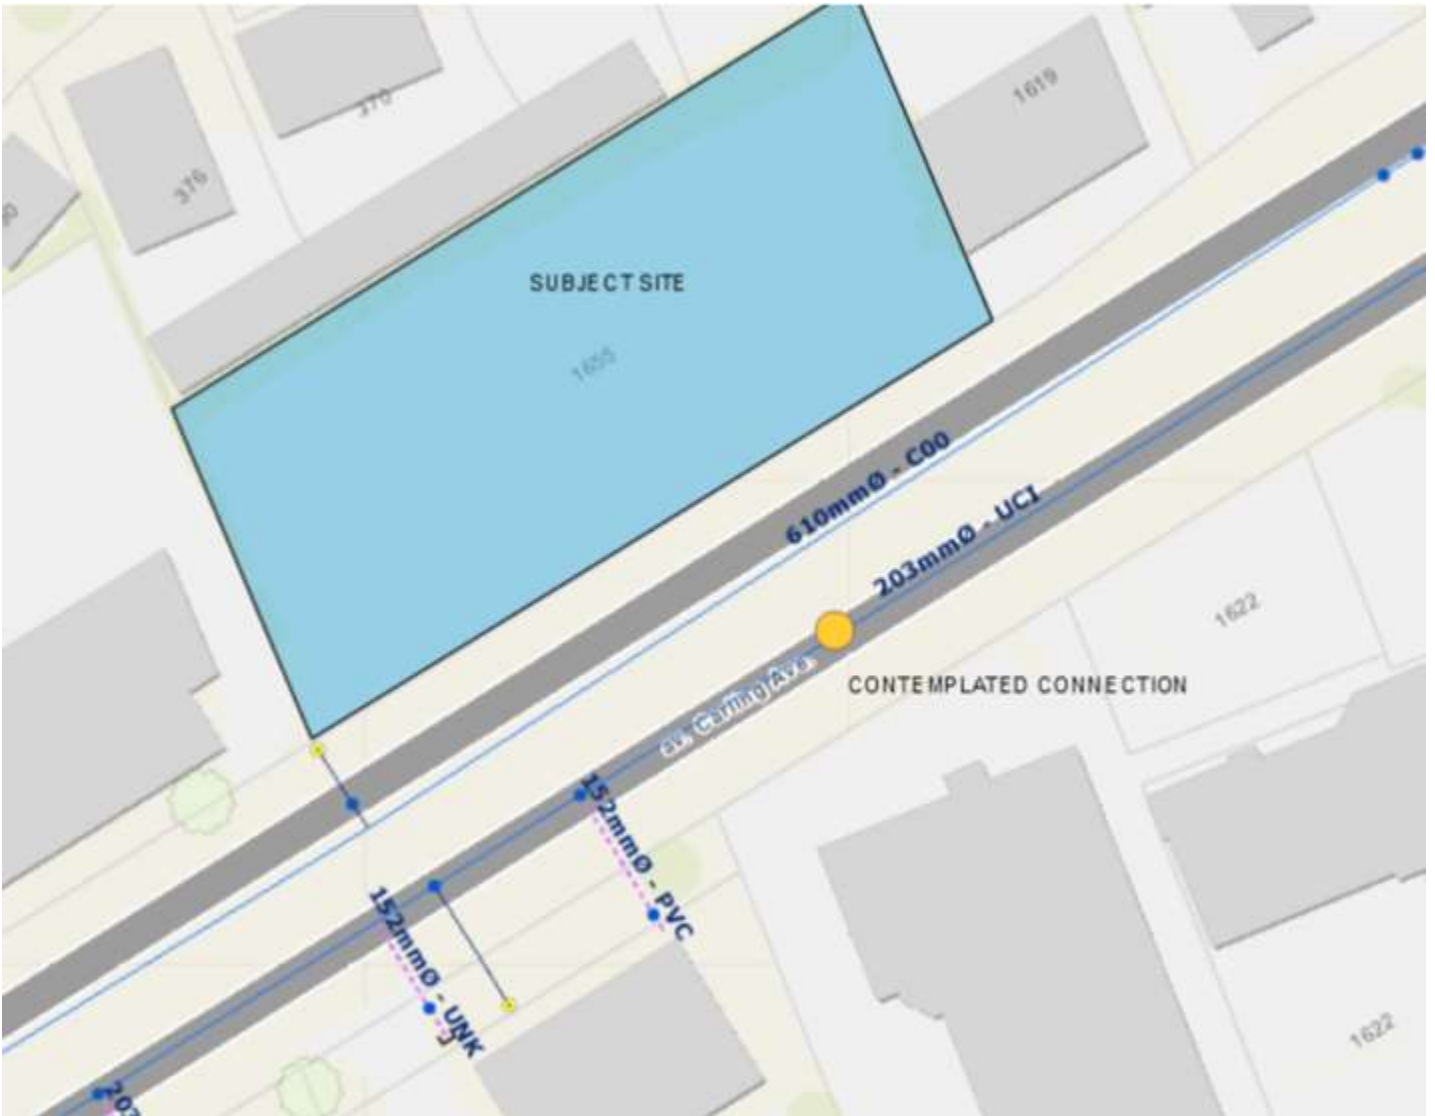 370
1619
376
SUBJECT SITE
1655
610mmØ - C00
203mmØ - UCI
1622
av. Carling Ave.
CONTEMPLATED CONNECTION
152mmØ - PVC
152mmØ - UNK
1622